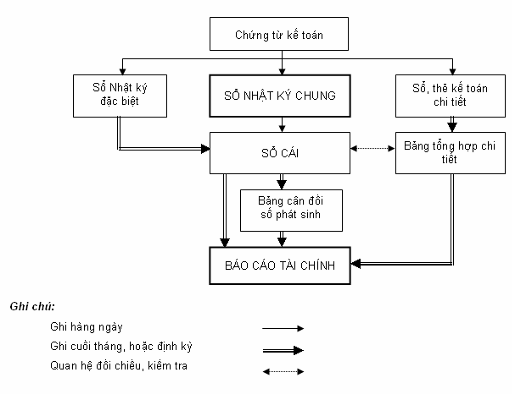 Chứng từ kế toán
Sổ Nhật ký
đặc biệt
SỔ NHẬT KÝ CHUNG
Sổ, thẻ kế toán
chi tiết
SỔ CÁI
Bảng tổng hợp chi
tiết
Bảng cân đối
số phát sinh
BÁO CÁO TÀI CHÍNH
Ghi chú:
Ghi hàng ngày
Ghi cuối tháng, hoặc định kỳ
Quan hệ đối chiếu, kiểm tra